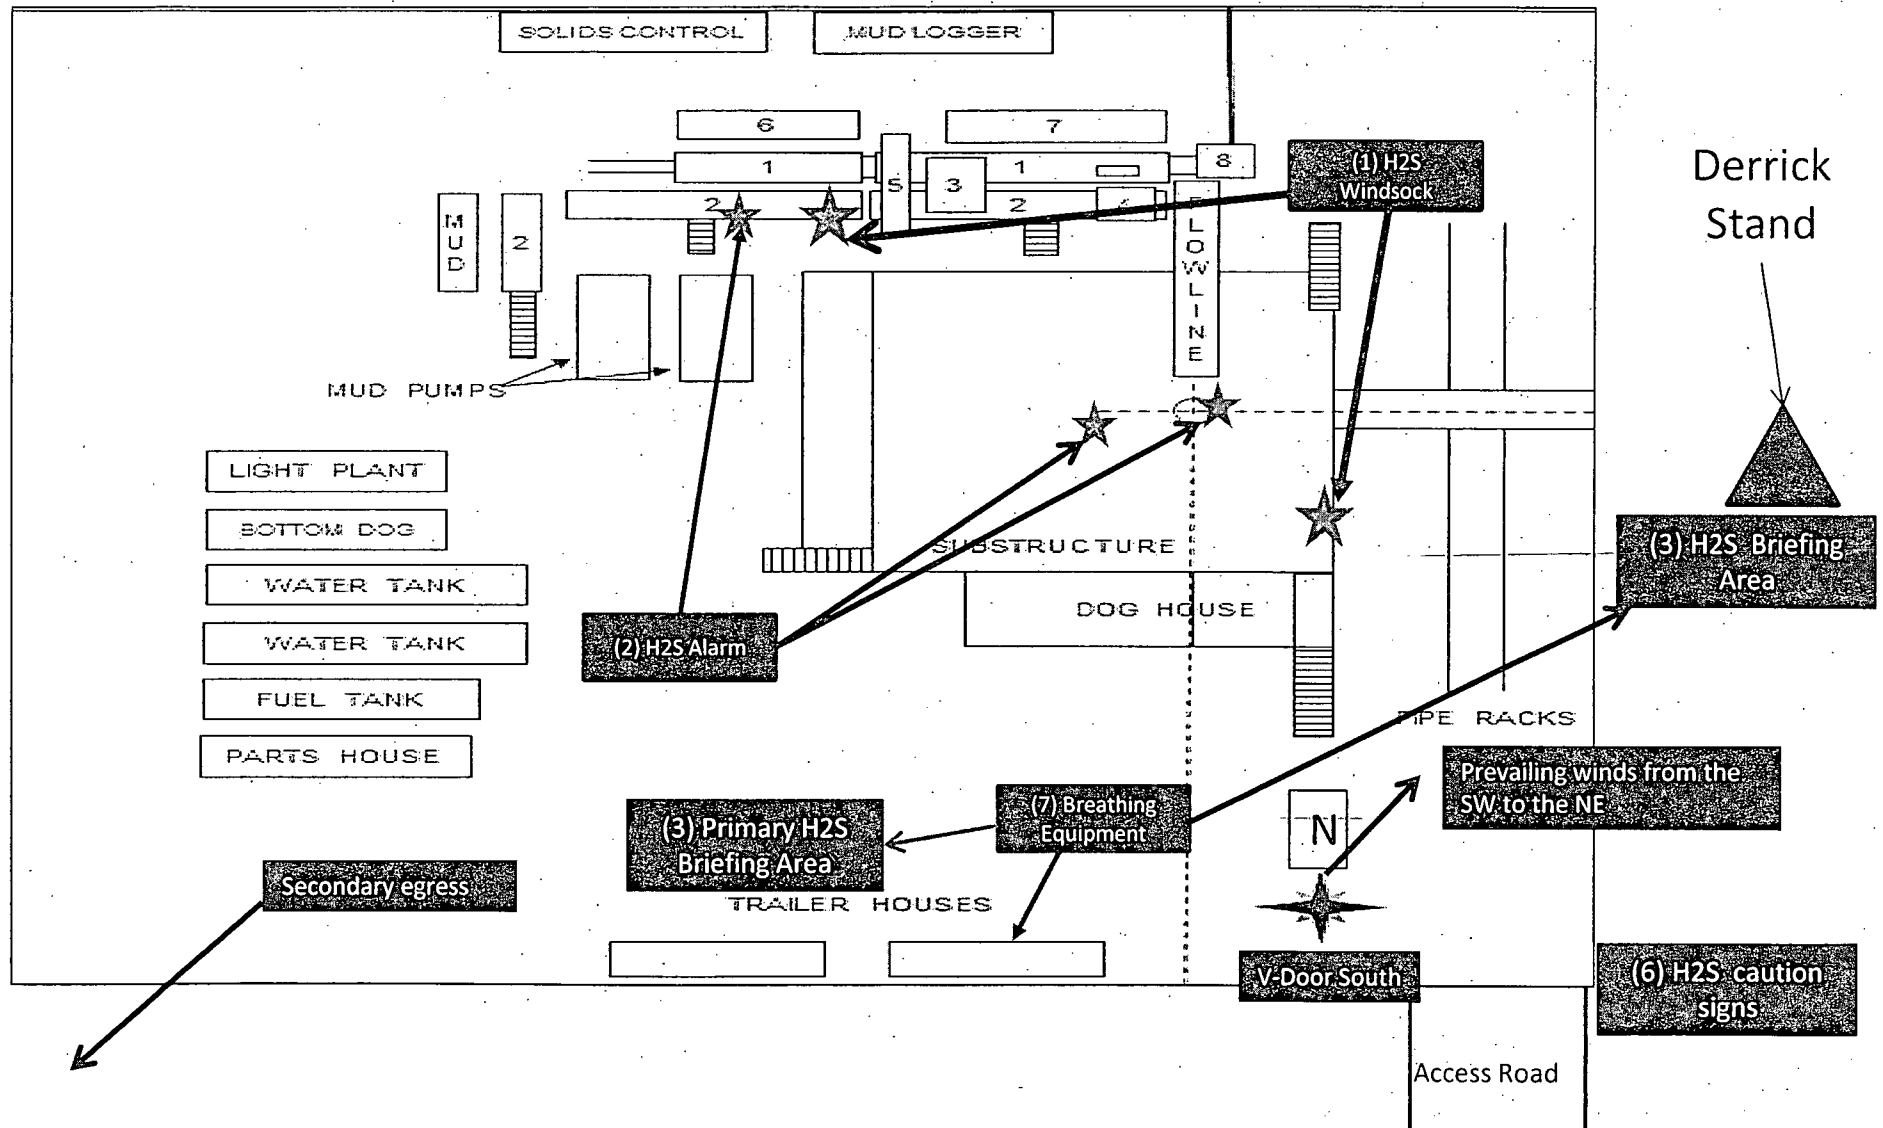 SOLIDS CONTROL
MUD LOGGER
6
7
1
1
8
5
3
2
2
MUD
2
FLOWLINE
(1) H2S
Windsock
Derrick
Stand
MUD PUMPS
LIGHT PLANT
BOTTOM DOG
WATER TANK
WATER TANK
FUEL TANK
PARTS HOUSE
SUBSTRUCTURE
DOG HOUSE
(2) H2S Alarm
(3) H2S Briefing
Area
PIPE RACKS
Prevailing winds from the
SW to the NE
(7) Breathing
Equipment
(3) Primary H2S
Briefing Area
N
Secondary egress
TRAILER HOUSES
V-Door South
(6) H2S caution
signs
Access Road